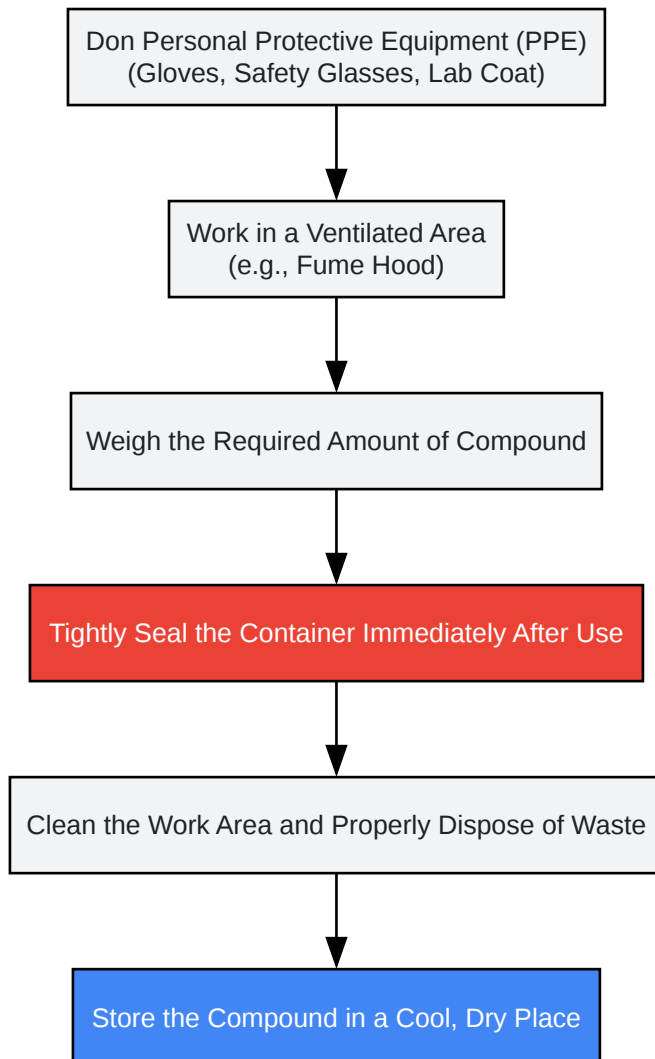 Don Personal Protective Equipment (PPE)
(Gloves, Safety Glasses, Lab Coat)
Work in a Ventilated Area
(e.g., Fume Hood)
Weigh the Required Amount of Compound
Tightly Seal the Container Immediately After Use
Clean the Work Area and Properly Dispose of Waste
Store the Compound in a Cool, Dry Place